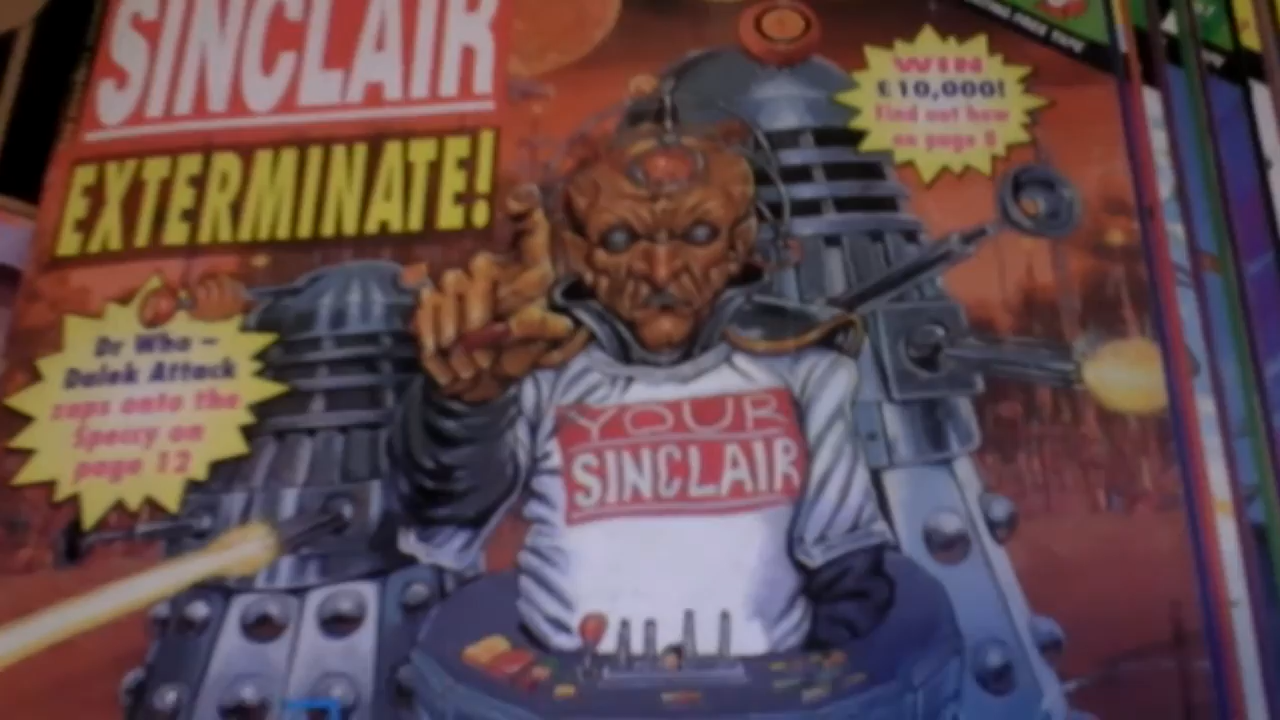 SINCLAIR
EXTERMINATE!
WIN
£10,000!
Find out how
on page 8
Dr Who –
Dalek Attack
zaps onto the
Speccy on
page 12
YOUR
SINCLAIR